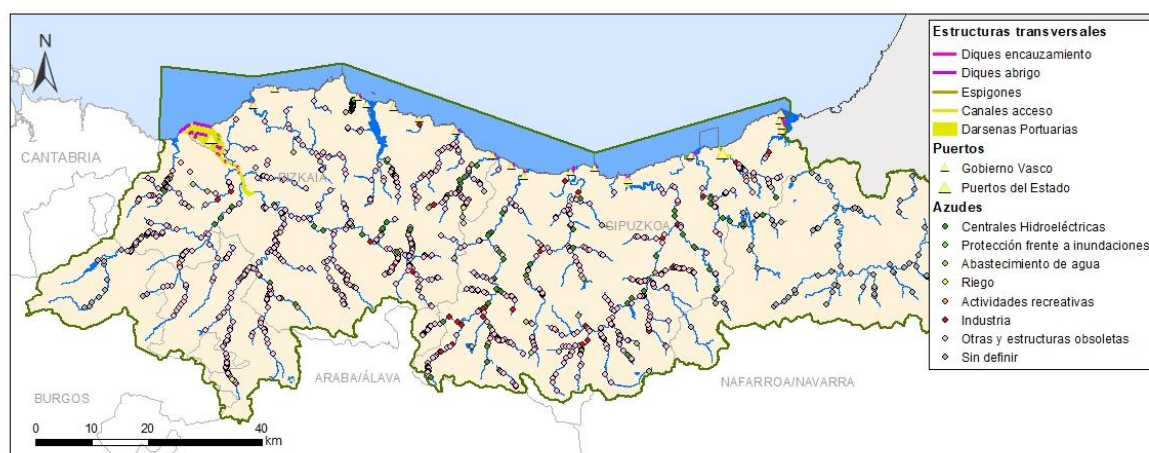 N
CANTABRIA
BIZKAIA
GIPUZKOA
ARABA/ÁLAVA
NAFARROA/NAVARRA
BURGOS
0 10 20 40
km
Estructuras transversales
Diques encauzamiento
Diques abrigo
Espigones
Canales acceso
Darsenas Portuarias
Puertos
Gobierno Vasco
Puertos del Estado
Azudes
Centrales Hidroeléctricas
Protección frente a inundaciones
Abastecimiento de agua
Riego
Actividades recreativas
Industria
Otras y estructuras obsoletas
Sin definir